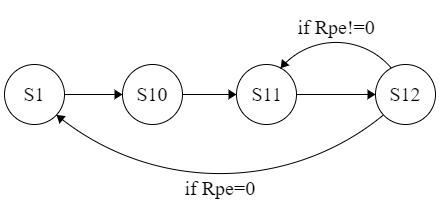 if Rpe!=0
S1 S10 S11 S12
if Rpe=0